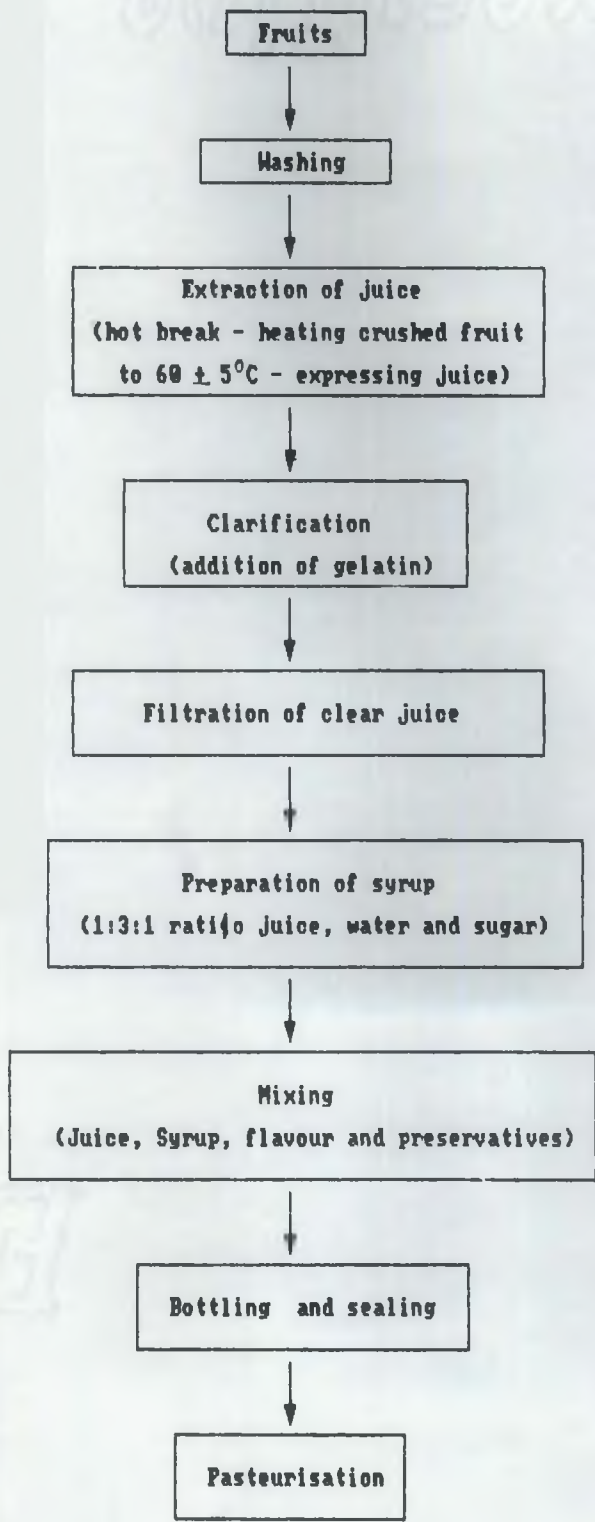 Fruits
Washing
Extraction of juice
(hot break - heating crushed fruit
to 60 ± 5⁰C - expressing juice)
Clarification
(addition of gelatin)
Filtration of clear juice
Preparation of syrup
(1:3:1 ratio juice, water and sugar)
Mixing
(Juice, Syrup, flavour and preservatives)
Bottling and sealing
Pasteurisation